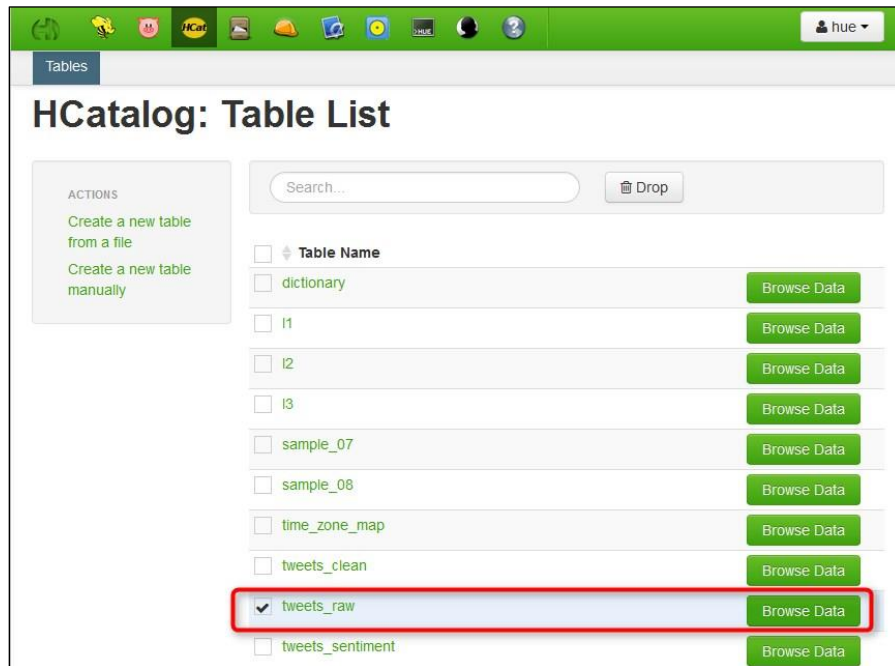 HCat
>HUE
?
hue
Tables
HCatalog: Table List
ACTIONS
Create a new table
from a file
Create a new table
manually
Search...
Drop
Table Name
dictionary
Browse Data
l1
Browse Data
l2
Browse Data
l3
Browse Data
sample_07
Browse Data
sample_08
Browse Data
time_zone_map
Browse Data
tweets_clean
Browse Data
tweets_raw
Browse Data
tweets_sentiment
Browse Data